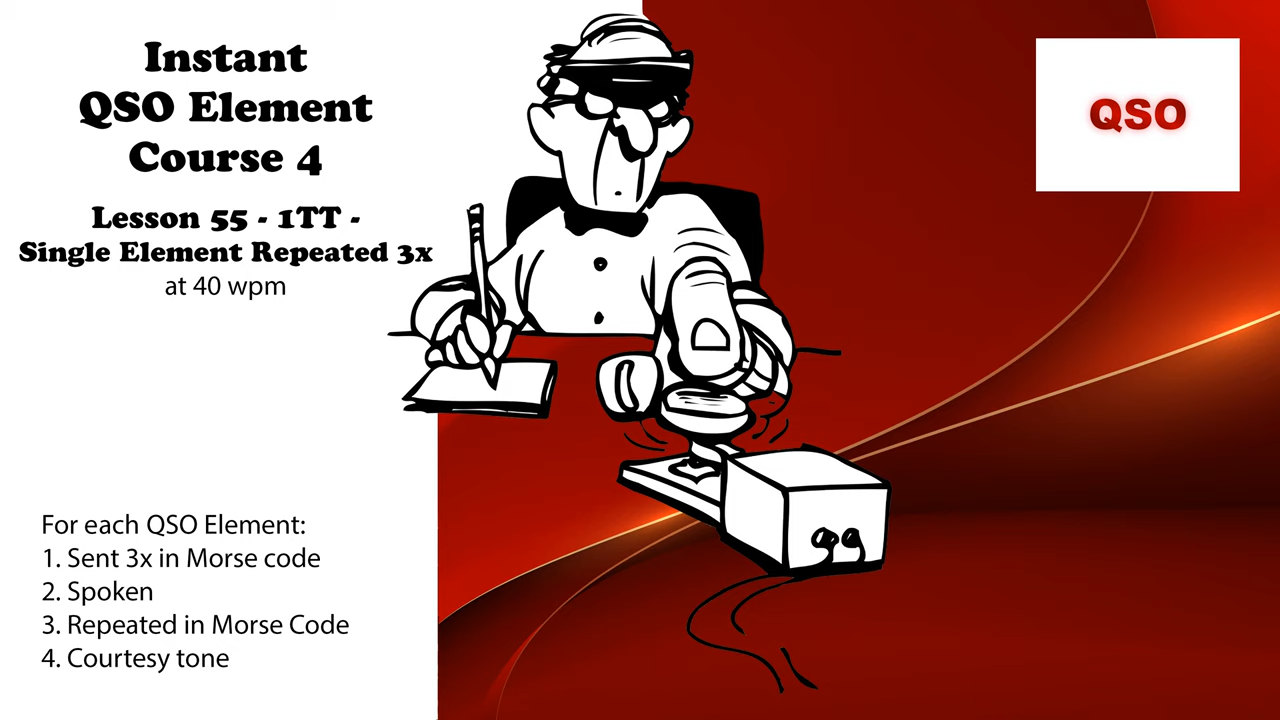 Instant
QSO Element
Course 4
Lesson 55 - 1TT -
Single Element Repeated 3x
at 40 wpm
QSO
For each QSO Element:
1. Sent 3x in Morse code
2. Spoken
3. Repeated in Morse Code
4. Courtesy tone